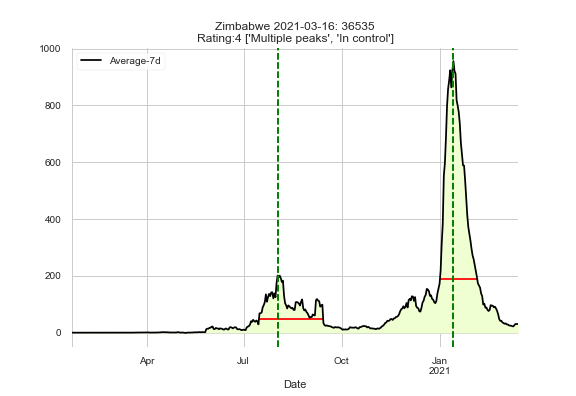 Zimbabwe 2021-03-16: 36535
Rating:4 ['Multiple peaks', 'In control']
Average-7d
1000
800
600
400
200
0
Apr
Jul
Oct
Jan
2021
Date